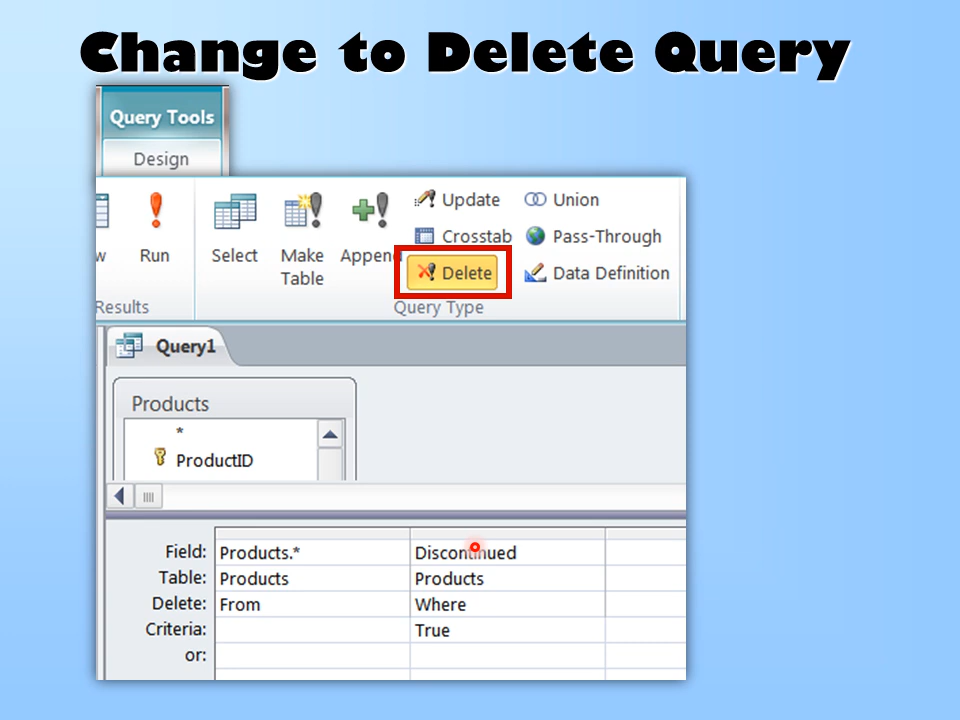 Change to Delete Query
Query Tools
Design
w
Run
Select
Make
Table
Append
Update
Crosstab
Delete
Union
Pass-Through
Data Definition
Results
Query Type
Query1
Products
*
ProductID
Field: Products.* Discontinued
Table: Products Products
Delete: From Where
Criteria: True
or: